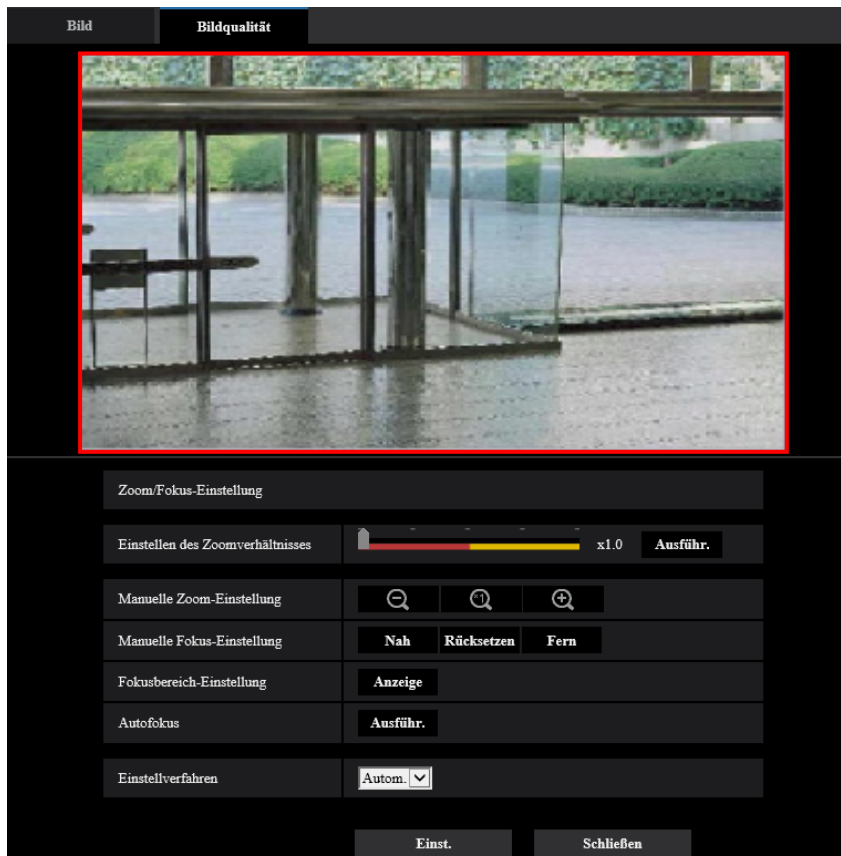 Bild Bildqualität
Zoom/Fokus-Einstellung
Einstellen des Zoomverhältnisses x1.0 Ausführ.
Manuelle Zoom-Einstellung ×1
Manuelle Fokus-Einstellung Nah Rücksetzen Fern
Fokusbereich-Einstellung Anzeige
Autofokus Ausführ.
Einstellverfahren Autom.
Einst. Schließen